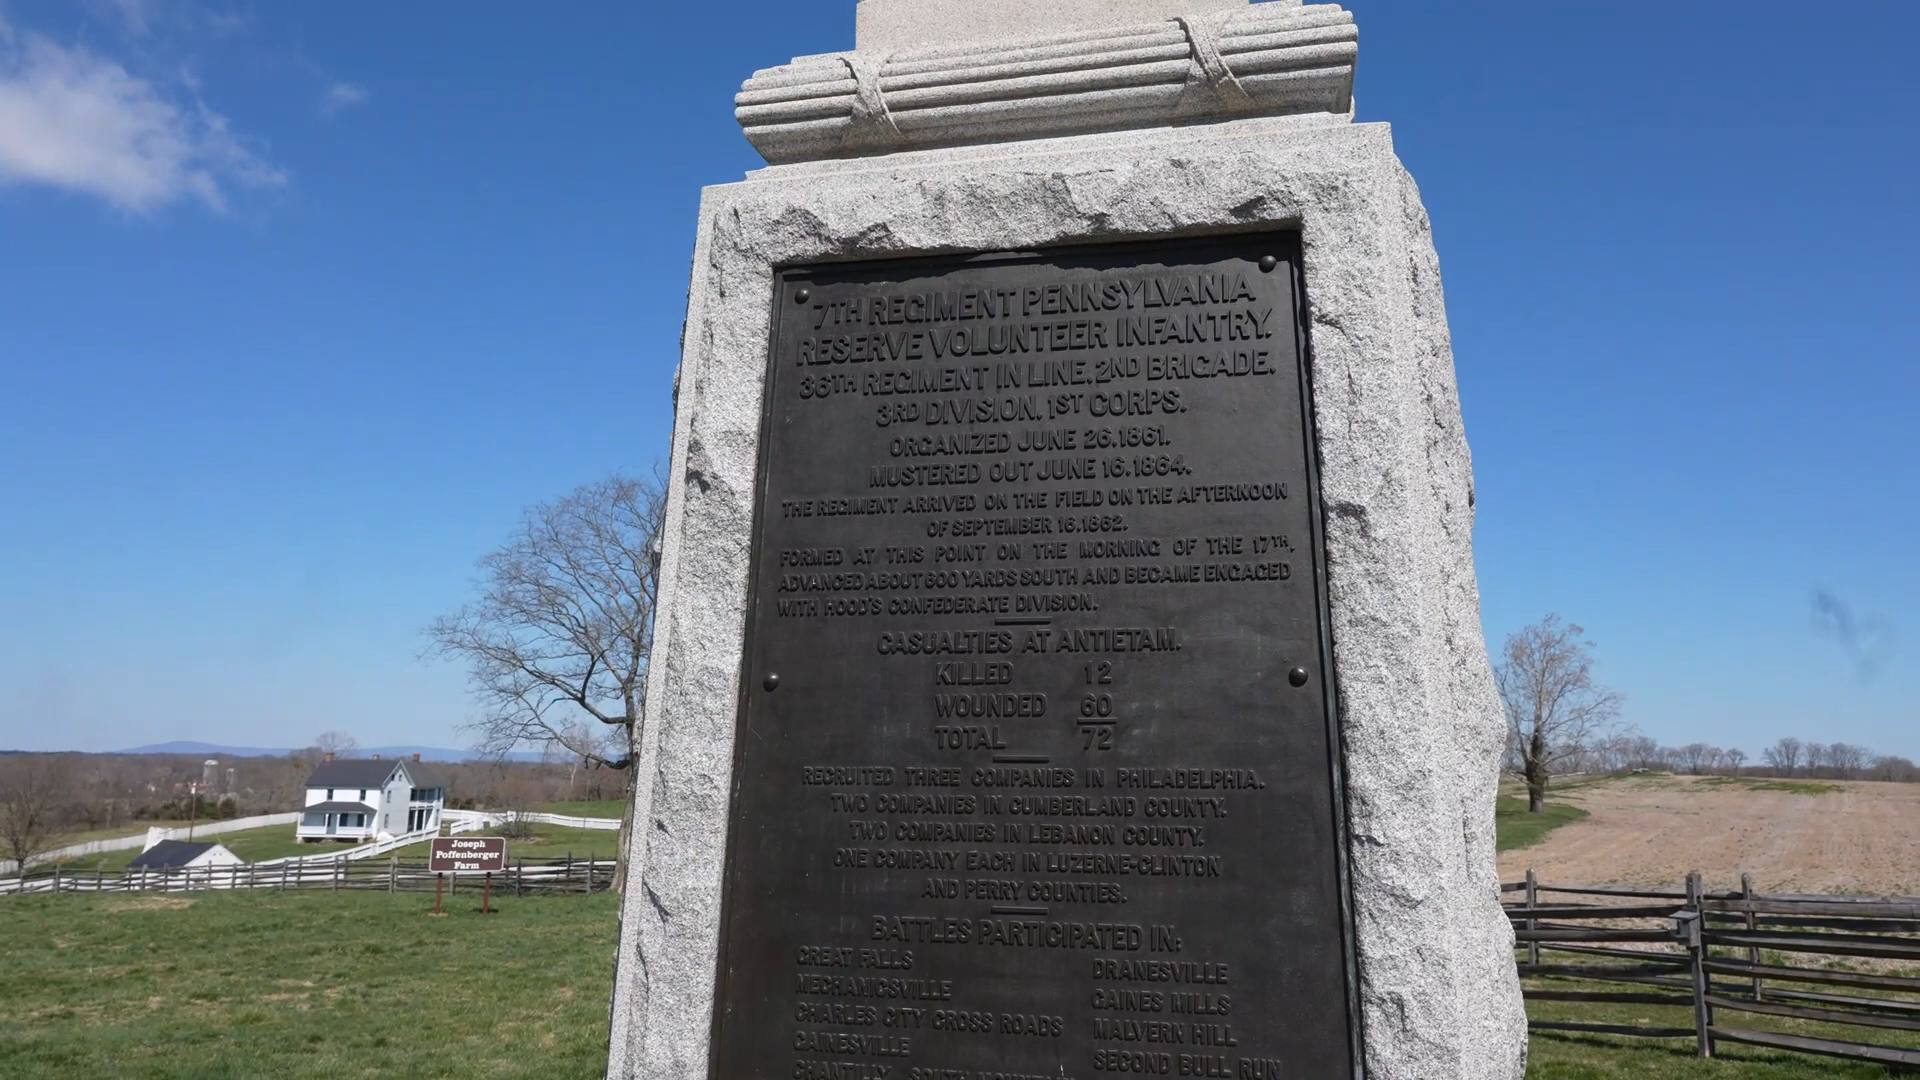 7TH REGIMENT PENNSYLVANIA
RESERVE VOLUNTEER INFANTRY.
36TH REGIMENT IN LINE, 2ND BRIGADE,
3RD DIVISION, 1ST CORPS.
ORGANIZED JUNE 26, 1861.
MUSTERED OUT JUNE 16, 1864.
THE REGIMENT ARRIVED ON THE FIELD ON THE AFTERNOON
OF SEPTEMBER 16, 1862.
FORMED AT THIS POINT ON THE MORNING OF THE 17TH,
ADVANCED ABOUT 600 YARDS SOUTH AND BECAME ENGAGED
WITH HOOD'S CONFEDERATE DIVISION.
CASUALTIES AT ANTIETAM.
KILLED 12
WOUNDED 60
TOTAL 72
RECRUITED THREE COMPANIES IN PHILADELPHIA.
TWO COMPANIES IN CUMBERLAND COUNTY.
TWO COMPANIES IN LEBANON COUNTY.
ONE COMPANY EACH IN LUZERNE-CLINTON
AND PERRY COUNTIES.
BATTLES PARTICIPATED IN:
GREAT FALLS DRANESVILLE
MECHANICSVILLE GAINES MILLS
CHARLES CITY CROSS ROADS MALVERN HILL
GAINESVILLE SECOND BULL RUN
CHANTILLY SOUTH MOUNTAIN
Joseph
Poffenberger
Farm